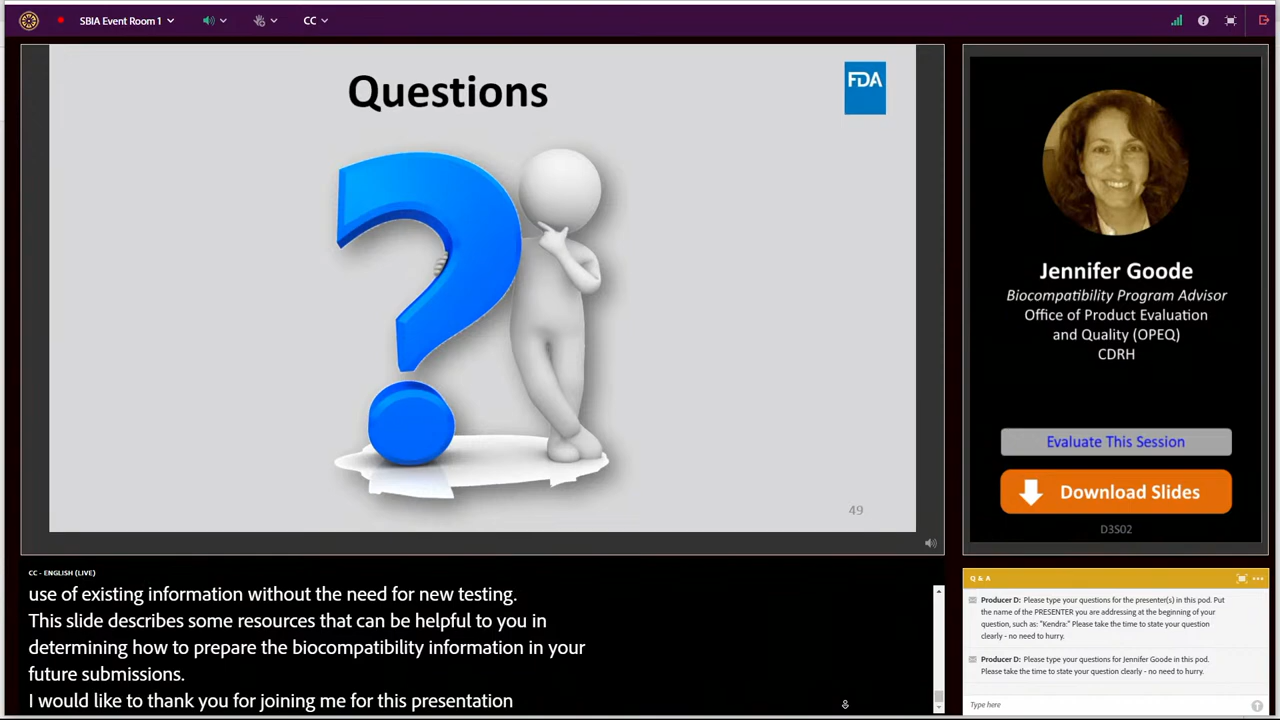 SBIA Event Room 1
CC
Questions
FDA
49
Jennifer Goode
Biocompatibility Program Advisor
Office of Product Evaluation
and Quality (OPEQ)
CDRH
Evaluate This Session
Download Slides
D3S02
CC - ENGLISH (LIVE)
use of existing information without the need for new testing.
This slide describes some resources that can be helpful to you in
determining how to prepare the biocompatibility information in your
future submissions.
I would like to thank you for joining me for this presentation
Q & A
Producer D: Please type your questions for the presenter(s) in this pod. Put
the name of the PRESENTER you are addressing at the beginning of your
question, such as: "Kendra:" Please take the time to state your question
clearly - no need to hurry.
Producer D: Please type your questions for Jennifer Goode in this pod.
Please take the time to state your question clearly - no need to hurry.
Type here